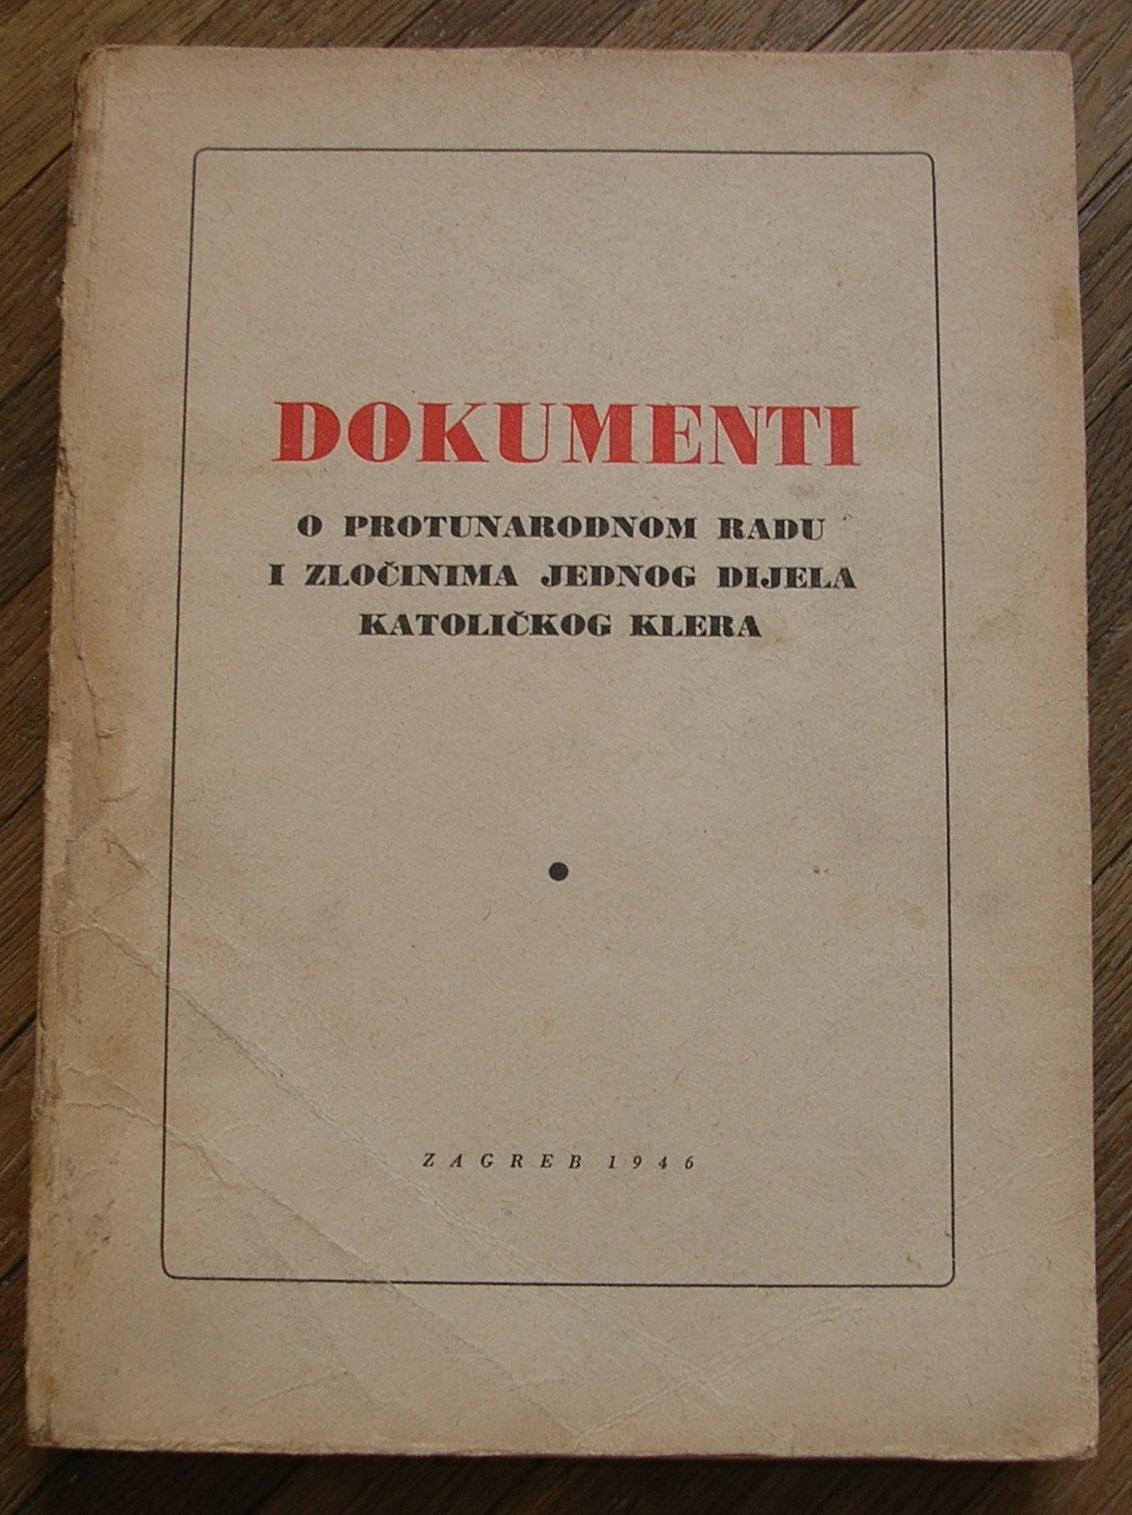 DOKUMENTI
O PROTUNARODNOM RADU
I ZLOČINIMA JEDNOG DIJELA
KATOLIČKOG KLERA
ZAGREB 1946